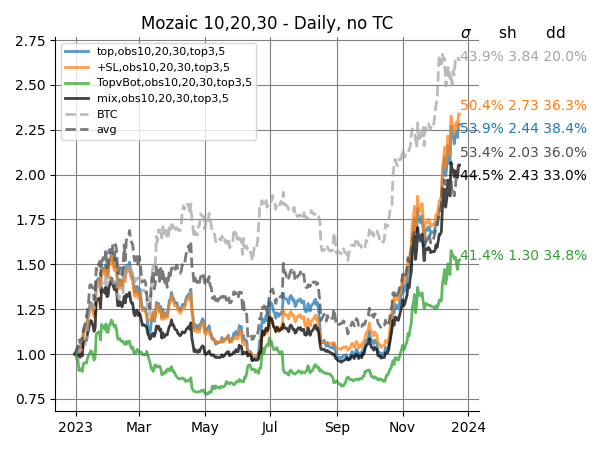 Mozaic 10,20,30 - Daily, no TC
σ sh dd
top,obs10,20,30,top3,5
+SL,obs10,20,30,top3,5
TopvBot,obs10,20,30,top3,5
mix,obs10,20,30,top3,5
BTC
avg
43.9% 3.84 20.0%
50.4% 2.73 36.3%
53.9% 2.44 38.4%
53.4% 2.03 36.0%
44.5% 2.43 33.0%
41.4% 1.30 34.8%
2.75
2.50
2.25
2.00
1.75
1.50
1.25
1.00
0.75
2023 Mar May Jul Sep Nov 2024